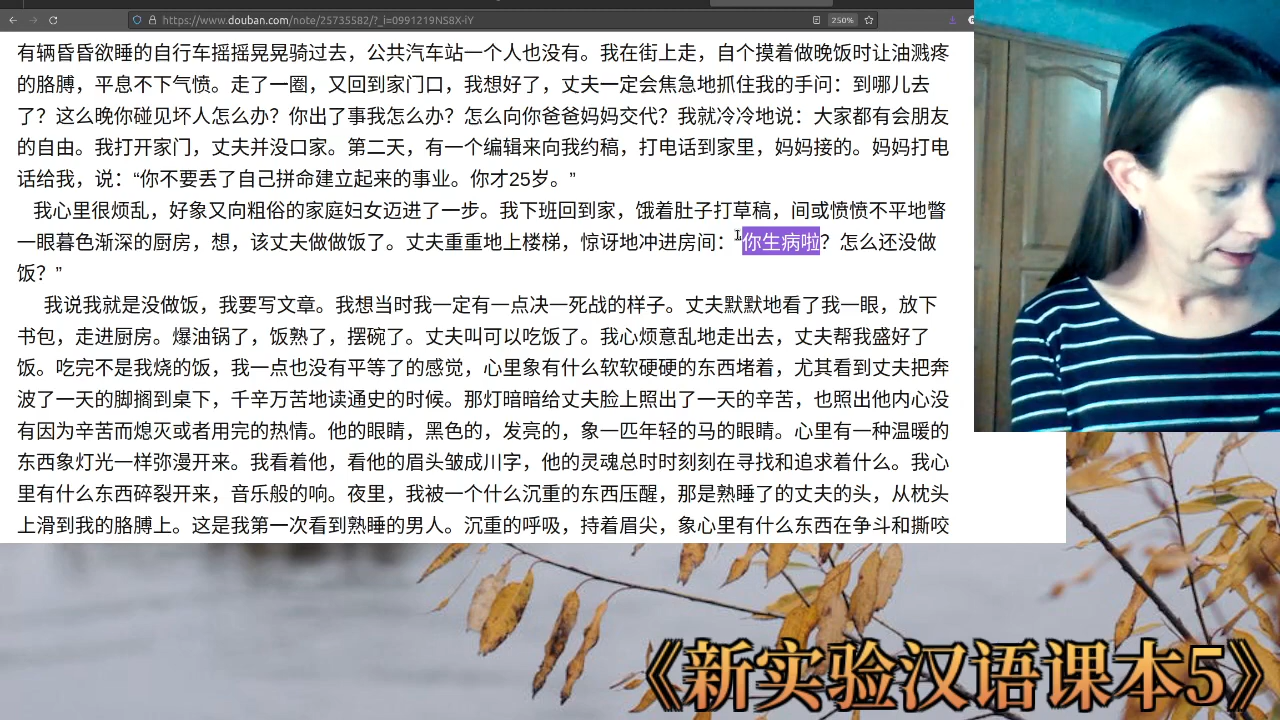 https://www.douban.com/note/25735582/?_i=0991219NS8X-iY
250%
有辆昏昏欲睡的自行车摇摇晃晃骑过去，公共汽车站一个人也没有。我在街上走，自个摸着做晚饭时让油溅疼
的胳膊，平息不下气愤。走了一圈，又回到家门口，我想好了，丈夫一定会焦急地抓住我的手问：到哪儿去
了？这么晚你碰见坏人怎么办？你出了事我怎么办？怎么向你爸爸妈妈交代？我就冷冷地说：大家都有会朋友
的自由。我打开家门，丈夫并没口家。第二天，有一个编辑来向我约稿，打电话到家里，妈妈接的。妈妈打电
话给我，说：“你不要丢了自己拼命建立起来的事业。你才25岁。”
我心里很烦乱，好象又向粗俗的家庭妇女迈进了一步。我下班回到家，饿着肚子打草稿，间或愤愤不平地瞥
一眼暮色渐深的厨房，想，该丈夫做做饭了。丈夫重重地上楼梯，惊讶地冲进房间：“你生病啦？怎么还没做
饭？”
我说我就是没做饭，我要写文章。我想当时我一定有一点决一死战的样子。丈夫默默地看了我一眼，放下
书包，走进厨房。爆油锅了，饭熟了，摆碗了。丈夫叫可以吃饭了。我心烦意乱地走出去，丈夫帮我盛好了
饭。吃完不是我烧的饭，我一点也没有平等了的感觉，心里象有什么软软硬硬的东西堵着，尤其看到丈夫把奔
波了一天的脚搁到桌下，千辛万苦地读通史的时候。那灯暗暗给丈夫脸上照出了一天的辛苦，也照出他内心没
有因为辛苦而熄灭或者用完的热情。他的眼睛，黑色的，发亮的，象一匹年轻的马的眼睛。心里有一种温暖的
东西象灯光一样弥漫开来。我看着他，看他的眉头皱成川字，他的灵魂总时时刻刻在寻找和追求着什么。我心
里有什么东西碎裂开来，音乐般的响。夜里，我被一个什么沉重的东西压醒，那是熟睡了的丈夫的头，从枕头
上滑到我的胳膊上。这是我第一次看到熟睡的男人。沉重的呼吸，持着眉尖，象心里有什么东西在争斗和撕咬
《新实验汉语课本5》